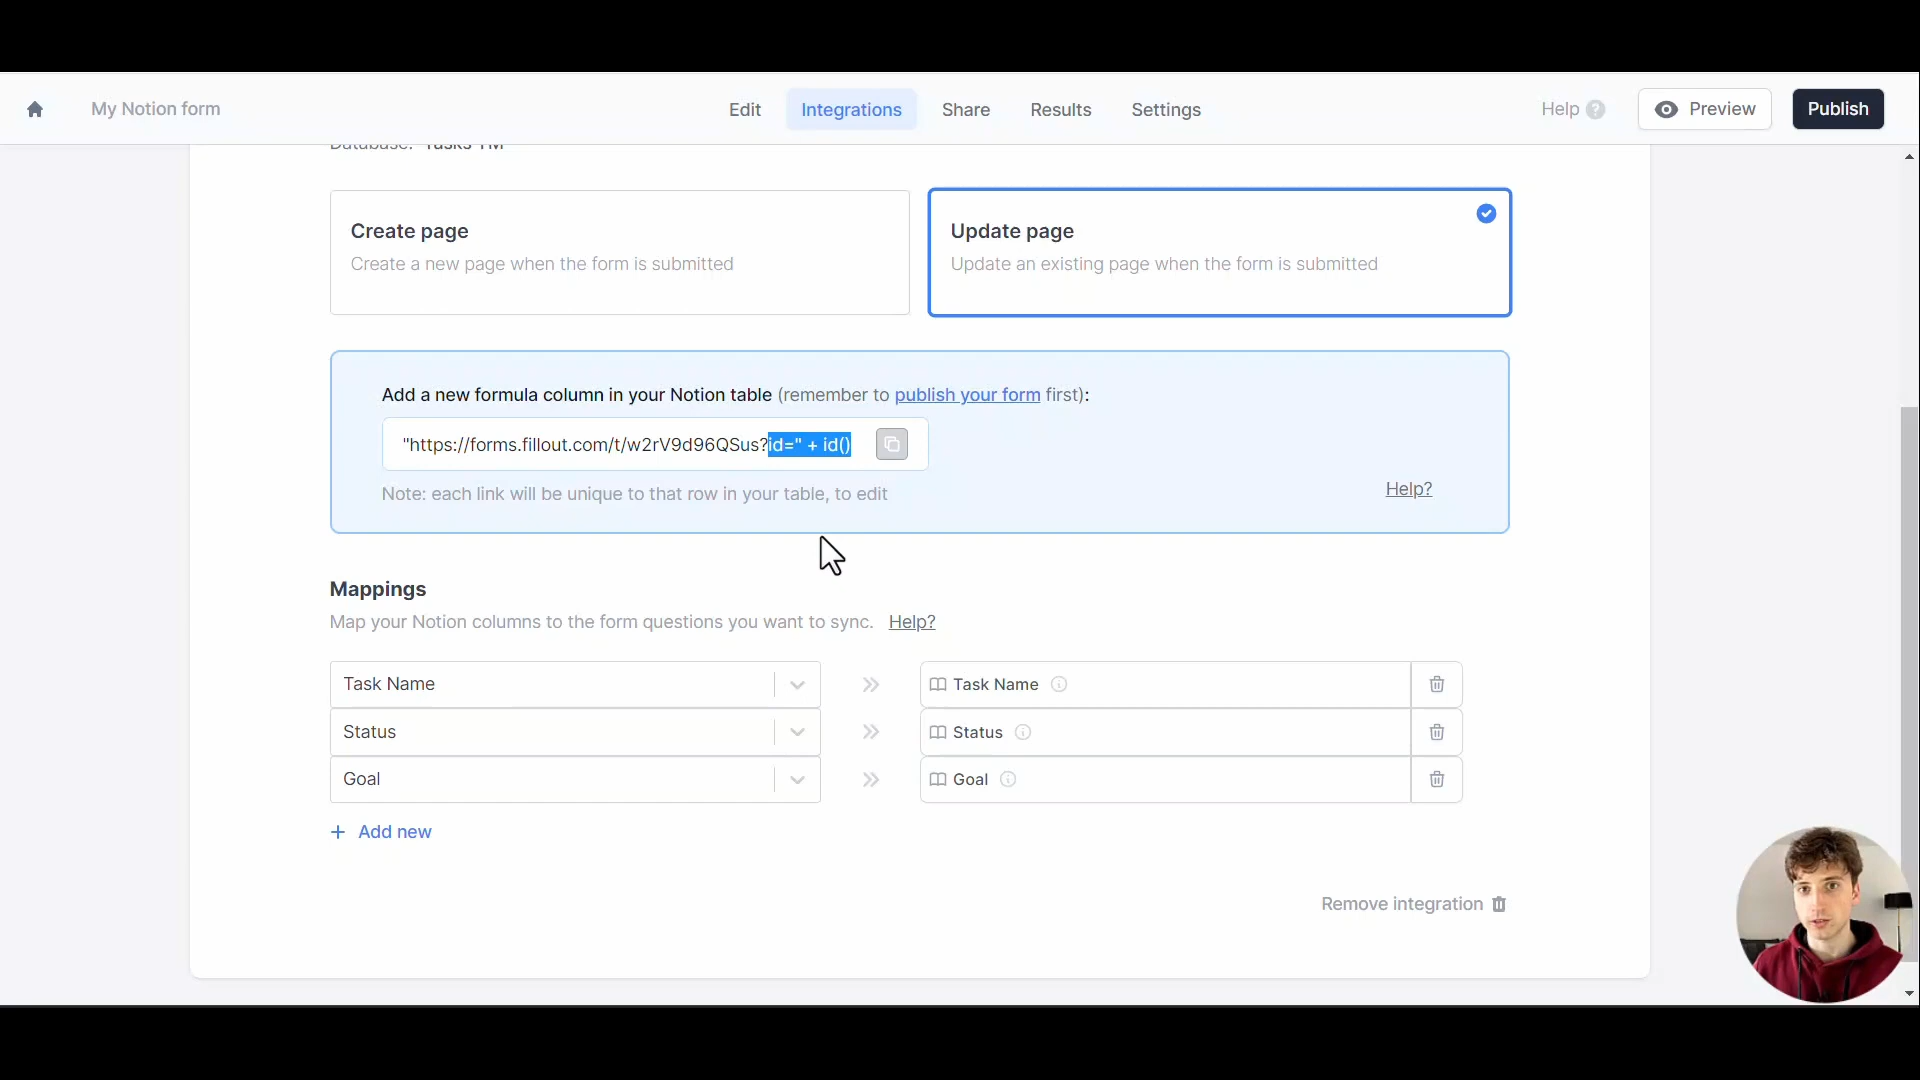 My Notion form
Edit
Integrations
Share
Results
Settings
Help
Preview
Publish
Database: Tasks TM
Create page
Create a new page when the form is submitted
Update page
Update an existing page when the form is submitted
Add a new formula column in your Notion table (remember to publish your form first):
"https://forms.fillout.com/t/w2rV9d96QSus?id=" + id()
Note: each link will be unique to that row in your table, to edit
Help?
Mappings
Map your Notion columns to the form questions you want to sync. Help?
Task Name
Task Name
Status
Status
Goal
Goal
+ Add new
Remove integration